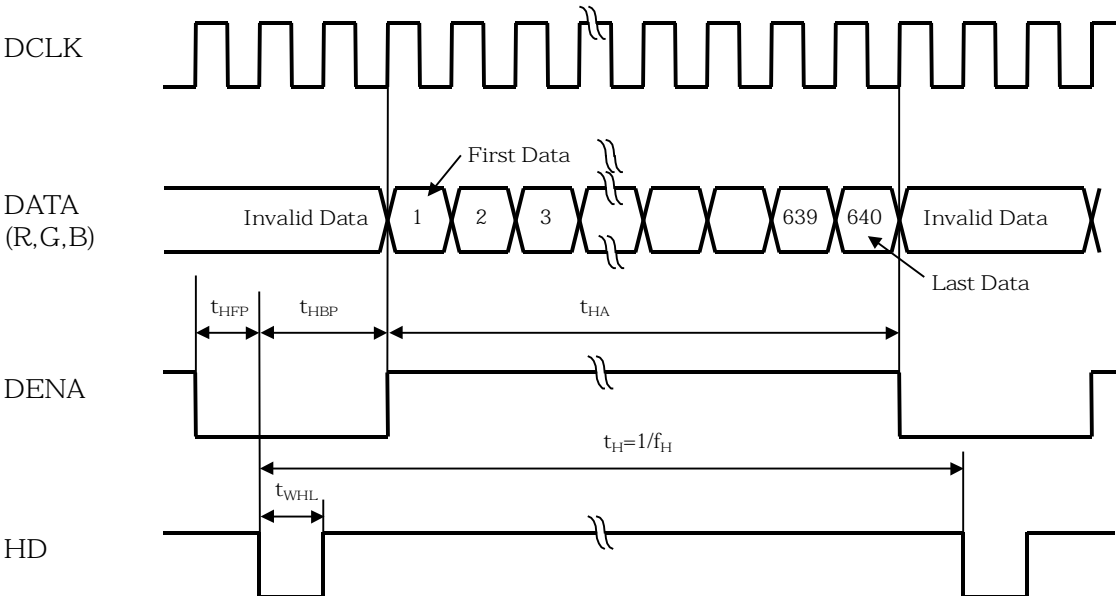 DCLK
First Data
DATA
(R,G,B)
Invalid Data 1 2 3 639 640 Invalid Data
Last Data
tHFP tHBP tHA
DENA
tH=1/fH
tWHL
HD